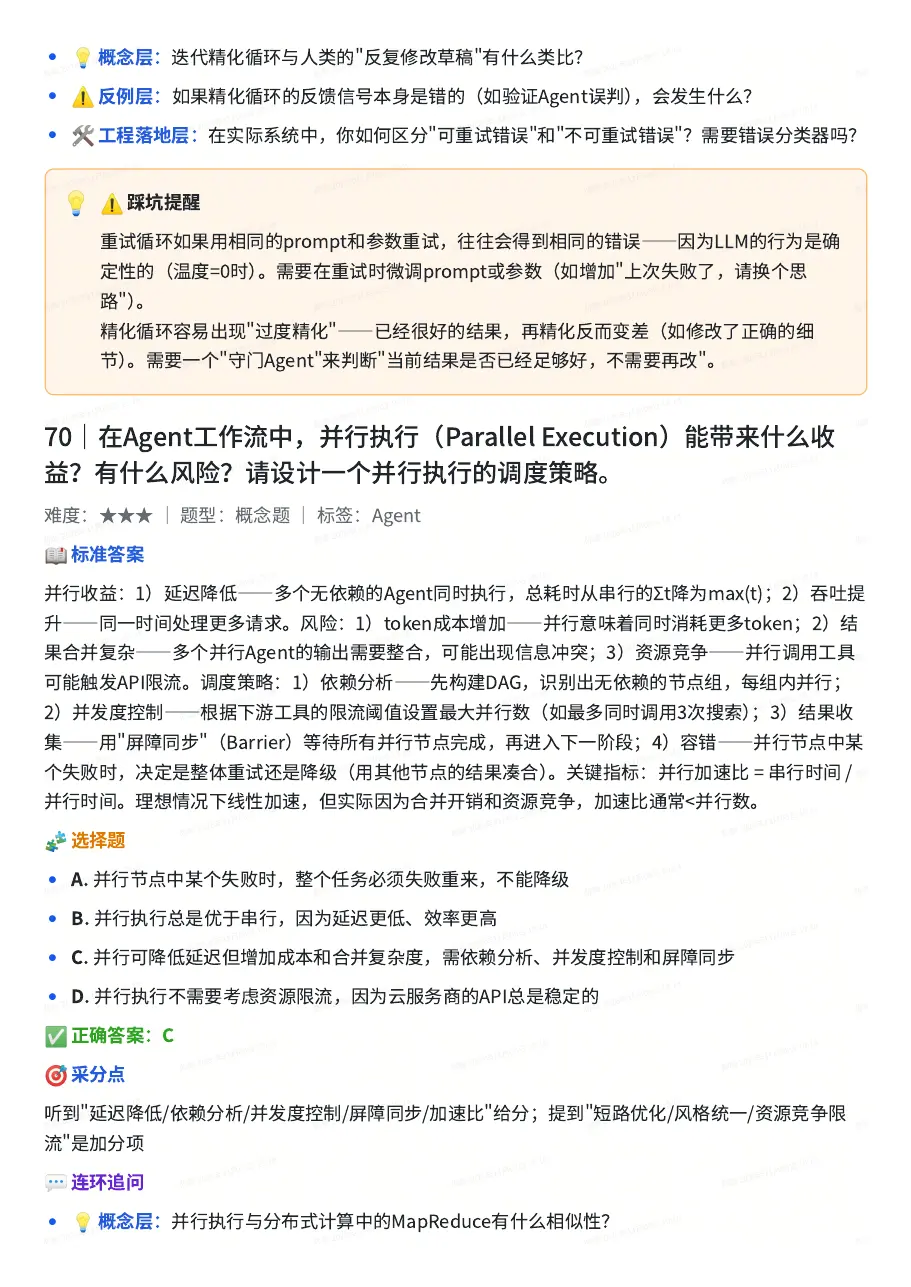 概念层：迭代精化循环与人类的"反复修改草稿"有什么类比？
反例层：如果精化循环的反馈信号本身是错的（如验证Agent误判），会发生什么？
工程落地层：在实际系统中，你如何区分"可重试错误"和"不可重试错误"？需要错误分类器吗？
踩坑提醒
重试循环如果用相同的prompt和参数重试，往往会得到相同的错误——因为LLM的行为是确
定性的（温度=0时）。需要在重试时微调prompt或参数（如增加"上次失败了，请换个思
路"）。
精化循环容易出现"过度精化"——已经很好的结果，再精化反而变差（如修改了正确的细
节）。需要一个"守门Agent"来判断"当前结果是否已经足够好，不需要再改"。
70｜在Agent工作流中，并行执行（Parallel Execution）能带来什么收
益？有什么风险？请设计一个并行执行的调度策略。
难度：★★★ ｜ 题型：概念题 ｜ 标签：Agent
标准答案
并行收益：1）延迟降低——多个无依赖的Agent同时执行，总耗时从串行的Σt降为max(t)；2）吞吐提
升——同一时间处理更多请求。风险：1）token成本增加——并行意味着同时消耗更多token；2）结
果合并复杂——多个并行Agent的输出需要整合，可能出现信息冲突；3）资源竞争——并行调用工具
可能触发API限流。调度策略：1）依赖分析——先构建DAG，识别出无依赖的节点组，每组内并行；
2）并发度控制——根据下游工具的限流阈值设置最大并行数（如最多同时调用3次搜索）；3）结果收
集——用"屏障同步"（Barrier）等待所有并行节点完成，再进入下一阶段；4）容错——并行节点中某
个失败时，决定是整体重试还是降级（用其他节点的结果凑合）。关键指标：并行加速比 = 串行时间 /
并行时间。理想情况下线性加速，但实际因为合并开销和资源竞争，加速比通常<并行数。
选择题
A. 并行节点中某个失败时，整个任务必须失败重来，不能降级
B. 并行执行总是优于串行，因为延迟更低、效率更高
C. 并行可降低延迟但增加成本和合并复杂度，需依赖分析、并发度控制和屏障同步
D. 并行执行不需要考虑资源限流，因为云服务商的API总是稳定的
正确答案：C
采分点
听到"延迟降低/依赖分析/并发度控制/屏障同步/加速比"给分；提到"短路优化/风格统一/资源竞争限
流"是加分项
连环追问
概念层：并行执行与分布式计算中的MapReduce有什么相似性？